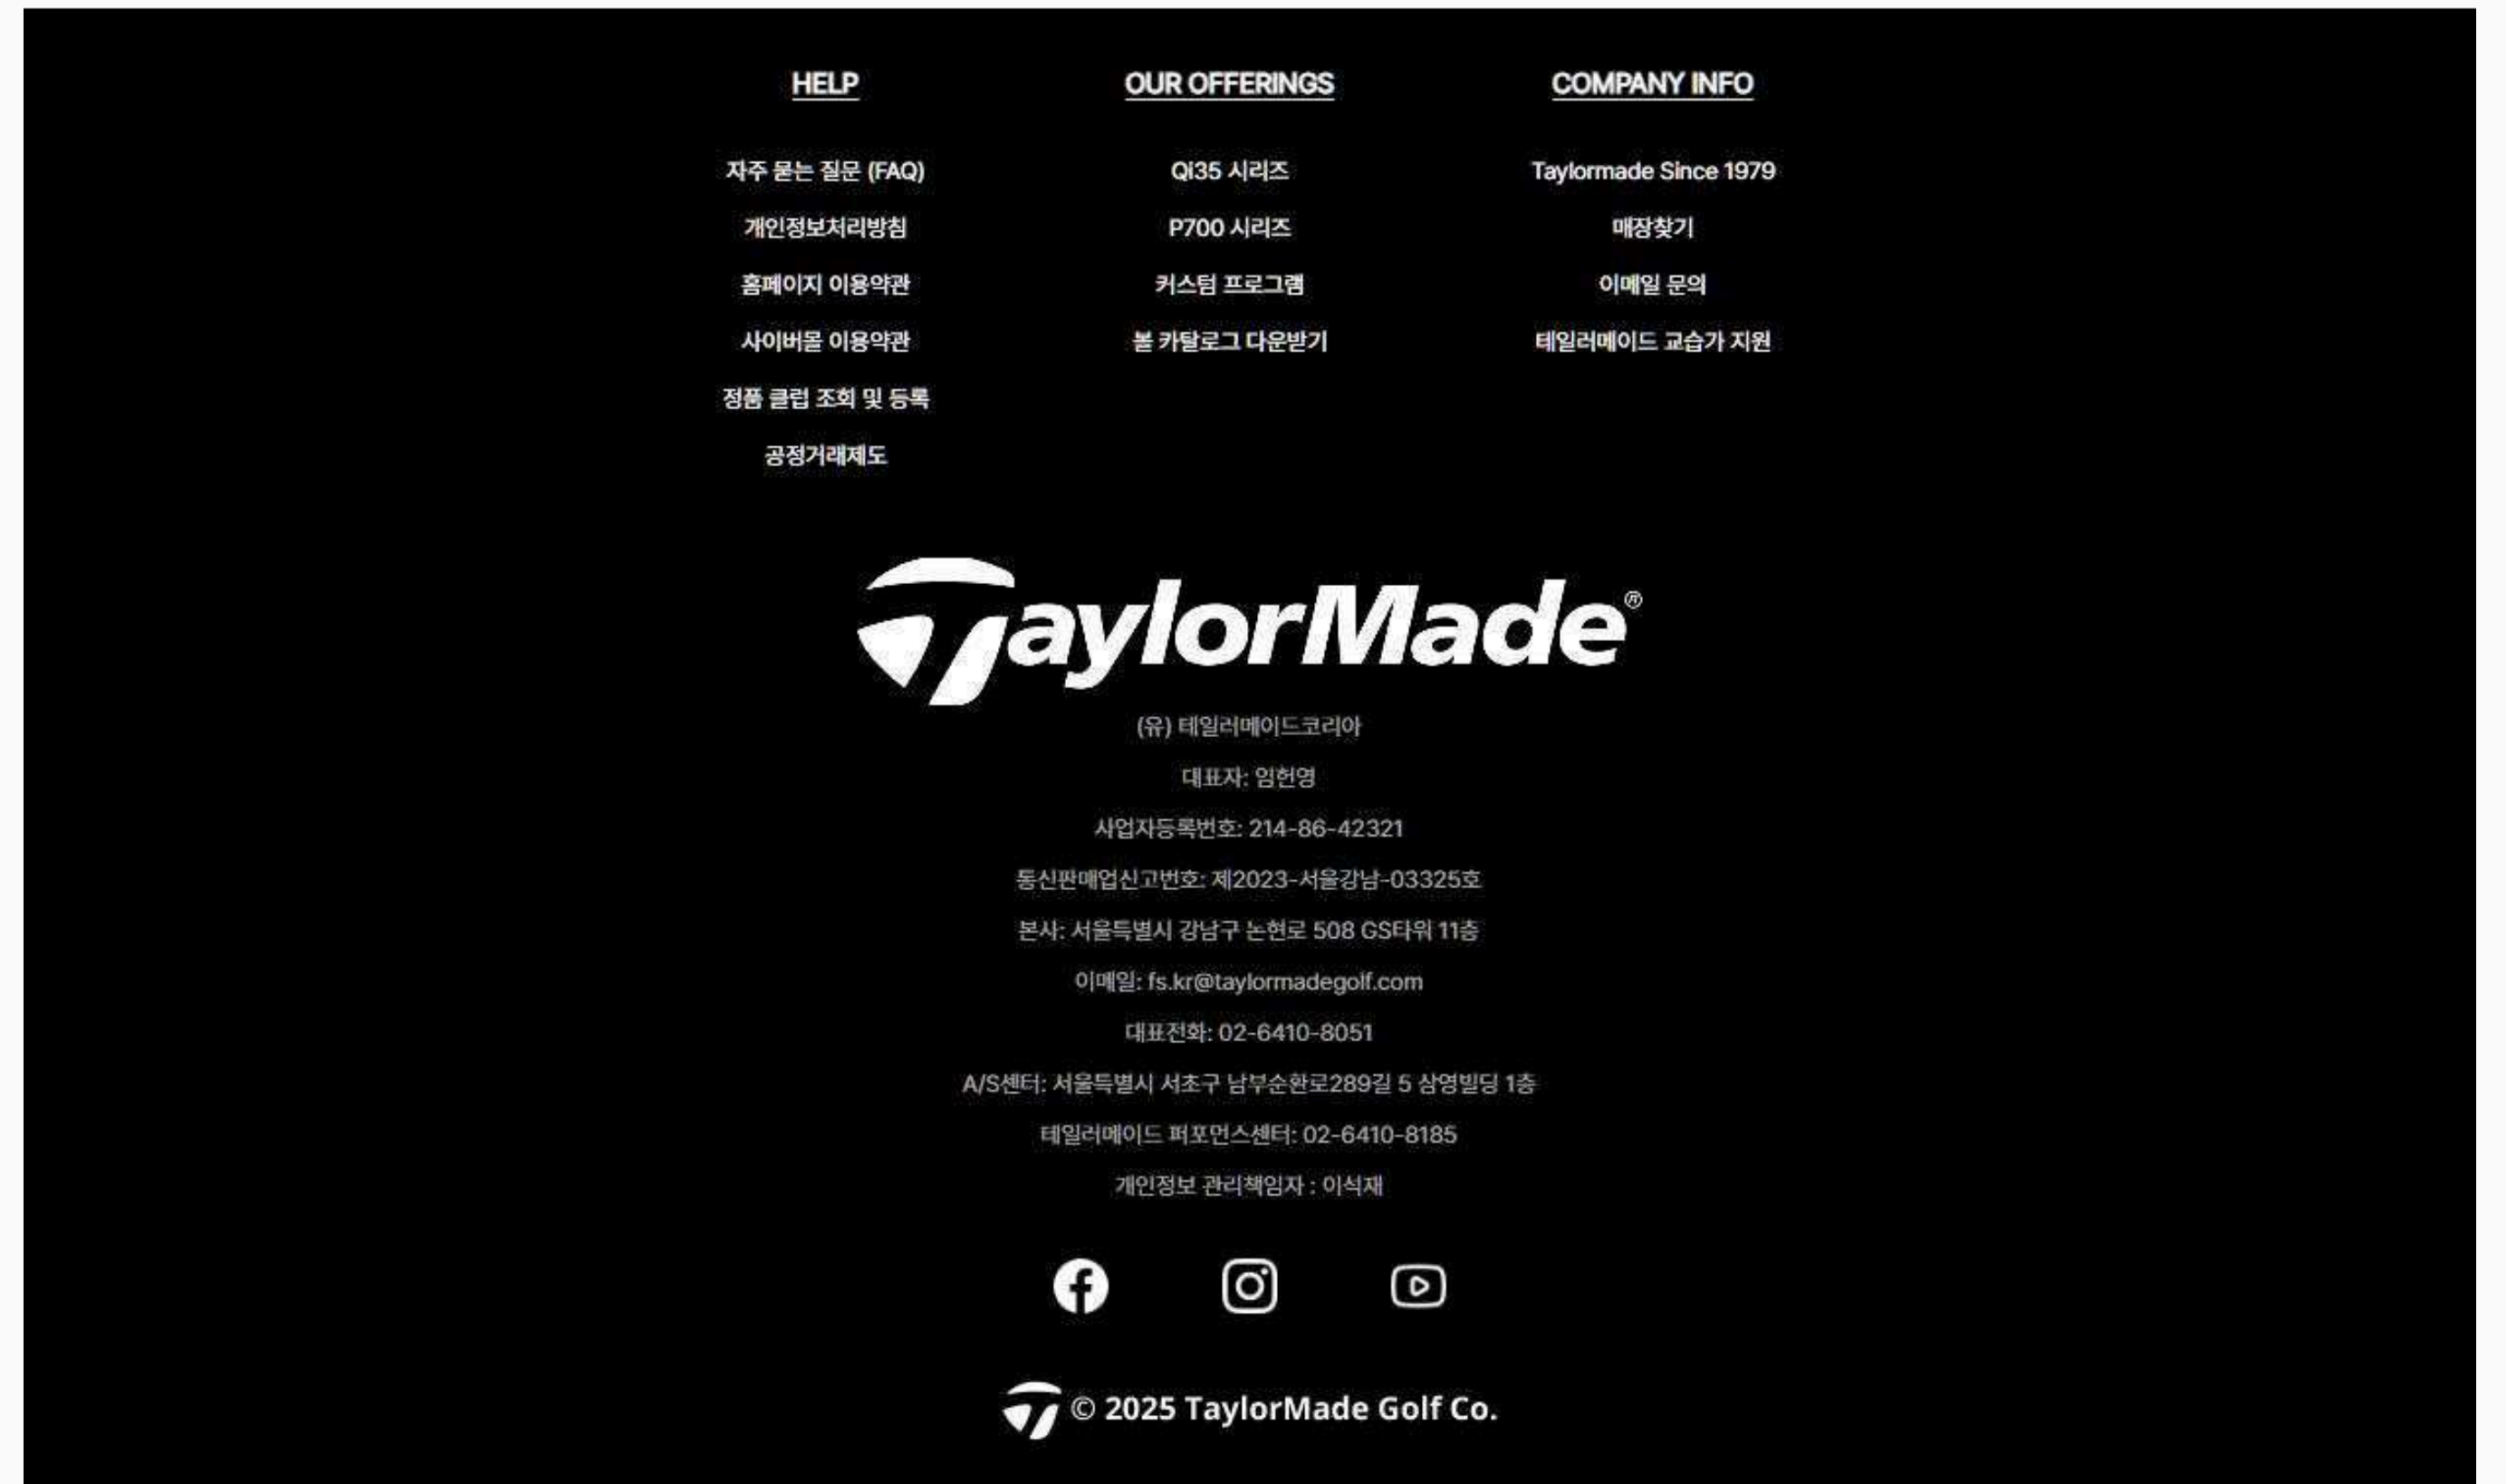 HELP
자주 묻는 질문 (FAQ)
개인정보처리방침
홈페이지 이용약관
사이버몰 이용약관
정품 클럽 조회 및 등록
공정거래제도
OUR OFFERINGS
Qi35 시리즈
P700 시리즈
커스텀 프로그램
볼 카탈로그 다운받기
COMPANY INFO
Taylormade Since 1979
매장찾기
이메일 문의
테일러메이드 교습가 지원
TaylorMade®
(유) 테일러메이드코리아
대표자: 임헌영
사업자등록번호: 214-86-42321
통신판매업신고번호: 제2023-서울강남-03325호
본사: 서울특별시 강남구 논현로 508 GS타워 11층
이메일: fs.kr@taylormadegolf.com
대표전화: 02-6410-8051
A/S센터: 서울특별시 서초구 남부순환로289길 5 삼영빌딩 1층
테일러메이드 퍼포먼스센터: 02-6410-8185
개인정보 관리책임자 : 이석재
© 2025 TaylorMade Golf Co.